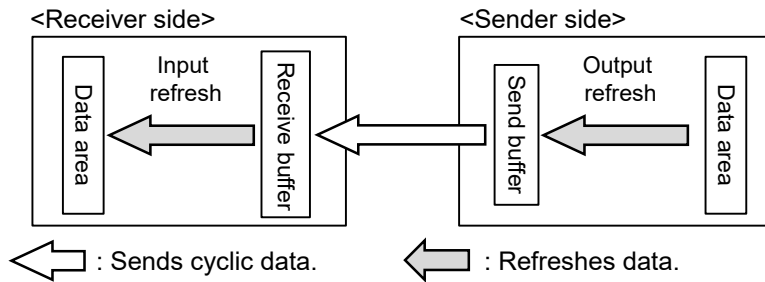 <Receiver side>
<Sender side>
Data area
Input
refresh
Receive buffer
Send buffer
Output
refresh
Data area
: Sends cyclic data.
: Refreshes data.